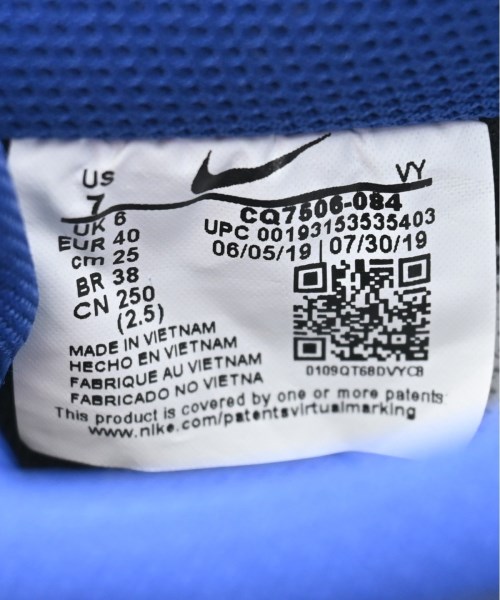 US
7
UK 6
EUR 40
cm 25
BR 38
CN 250
(2.5)
VY
CQ7506-084
UPC 00193153535403
06/05/19 | 07/30/19
0109QT68DVYC8
MADE IN VIETNAM
HECHO EN VIETNAM
FABRIQUE AU VIETNAM
FABRICADO NO VIETNA
This product is covered by one or more patents
www.nike.com/patentsvirtualmarking